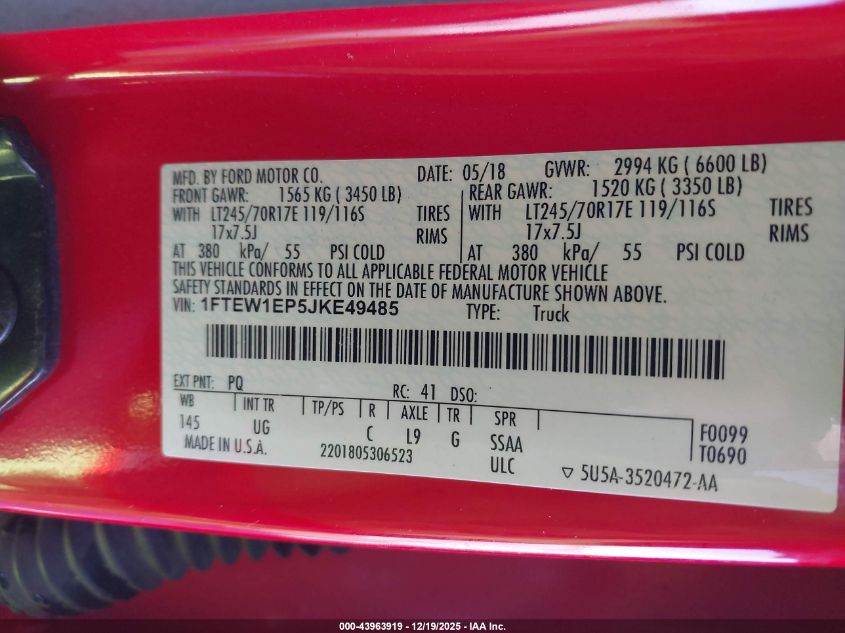 MFD. BY FORD MOTOR CO. DATE: 05/18 GVWR: 2994 KG ( 6600 LB)
FRONT GAWR: 1565 KG ( 3450 LB) REAR GAWR: 1520 KG ( 3350 LB)
WITH LT245/70R17E 119/116S TIRES WITH LT245/70R17E 119/116S TIRES
17x7.5J RIMS 17x7.5J RIMS
AT 380 kPa/ 55 PSI COLD AT 380 kPa/ 55 PSI COLD
THIS VEHICLE CONFORMS TO ALL APPLICABLE FEDERAL MOTOR VEHICLE
SAFETY STANDARDS IN EFFECT ON THE DATE OF MANUFACTURE SHOWN ABOVE.
VIN: 1FTEW1EP5JKE49485 TYPE: Truck
EXT PNT: PQ RC: 41 DSO:
WB INT TR TP/PS R AXLE TR SPR
145 UG C L9 G SSAA F0099
MADE IN U.S.A. 2201805306523 ULC T0690
5U5A-3520472-AA
000-43963919 - 12/19/2025 - IAA Inc.